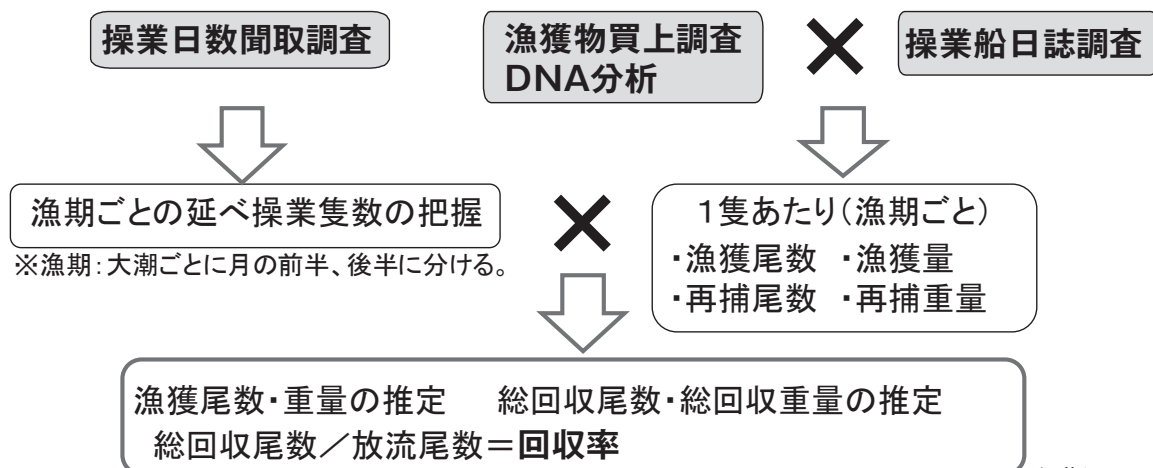 操業日数聞取調査
漁獲物買上調査
DNA分析
×
操業船日誌調査
漁期ごとの延べ操業隻数の把握
※漁期:大潮ごとに月の前半、後半に分ける。
×
1隻あたり(漁期ごと)
・漁獲尾数 ・漁獲量
・再捕尾数 ・再捕重量
漁獲尾数・重量の推定 総回収尾数・総回収重量の推定
総回収尾数/放流尾数=回収率